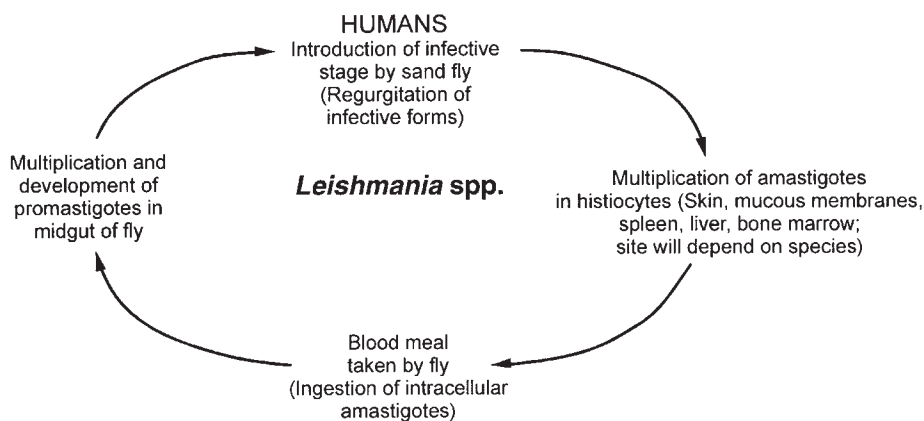 HUMANS
Introduction of infective
stage by sand fly
(Regurgitation of
infective forms)
Multiplication and
development of
promastigotes in
midgut of fly
Leishmania spp.
Multiplication of amastigotes
in histiocytes (Skin, mucous membranes,
spleen, liver, bone marrow;
site will depend on species)
Blood meal
taken by fly
(Ingestion of intracellular
amastigotes)